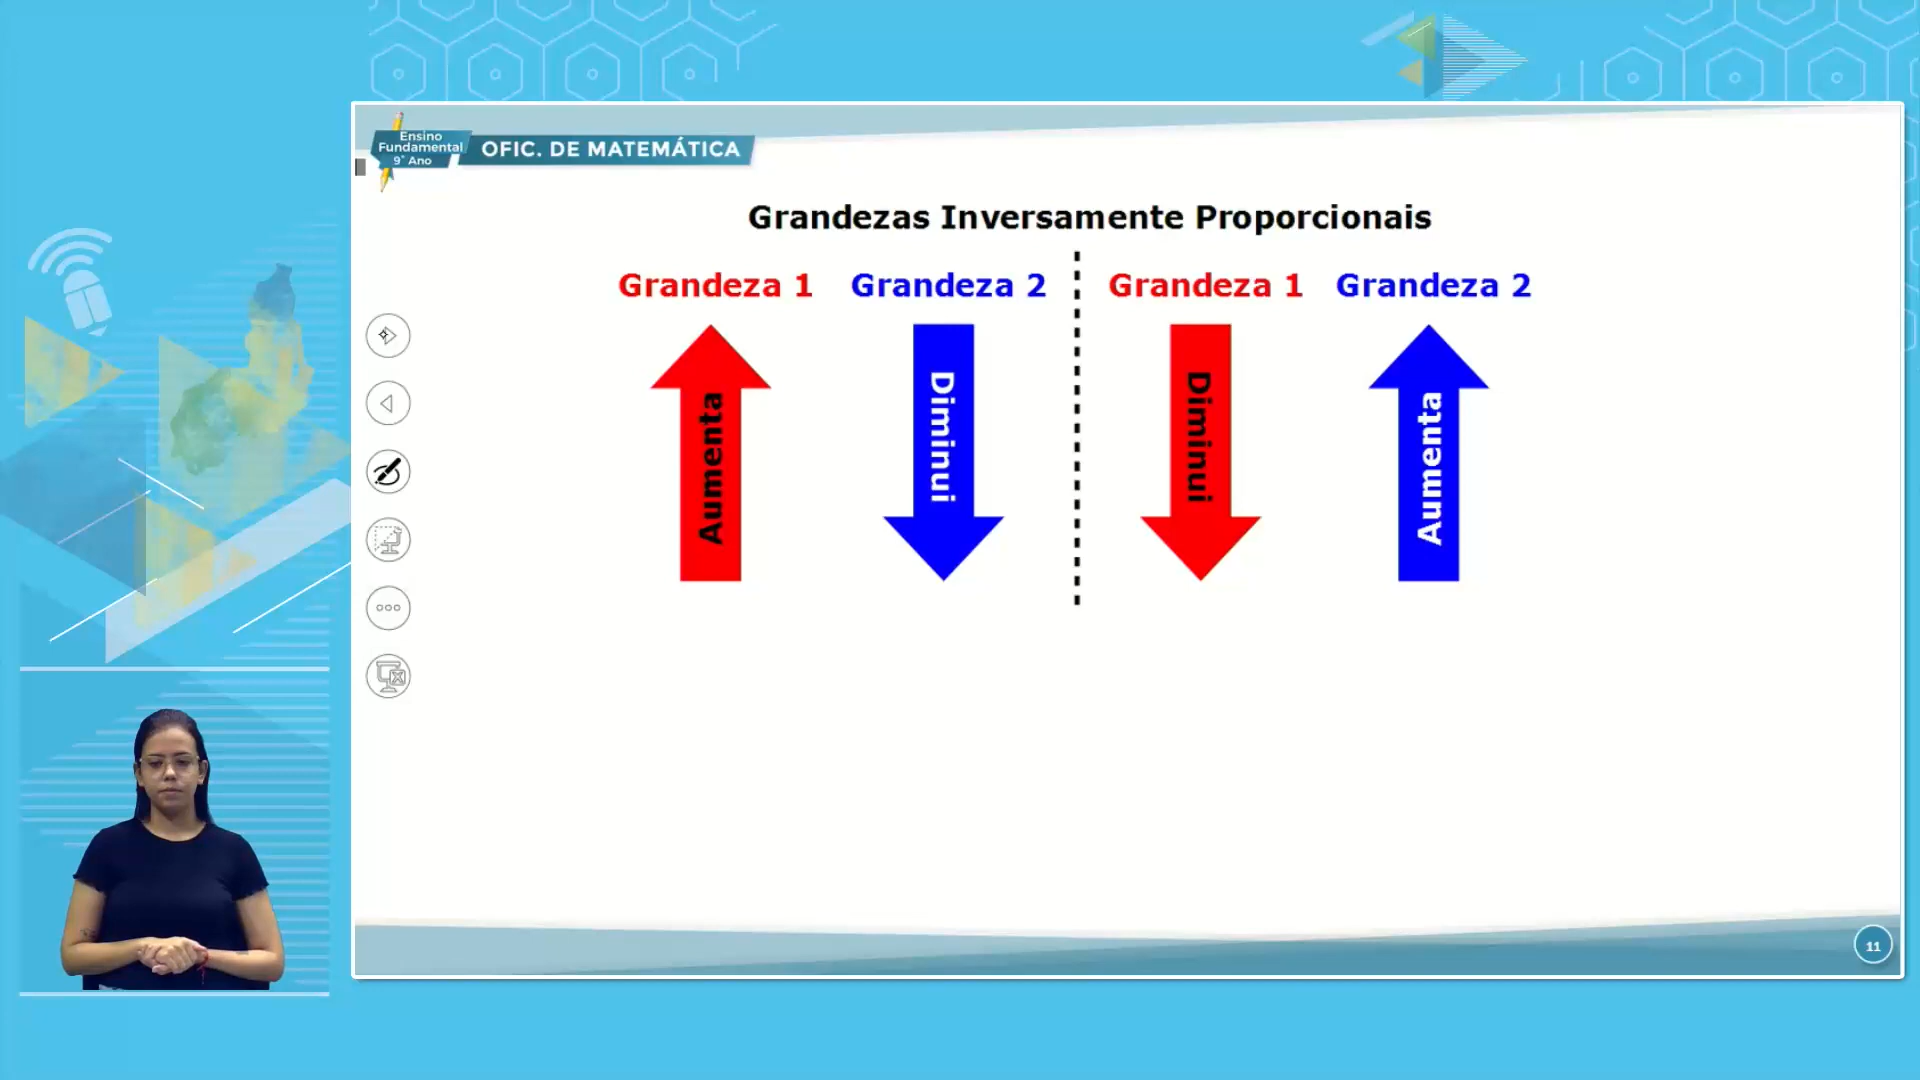 Ensino
Fundamental
9° Ano
OFIC. DE MATEMÁTICA
Grandezas Inversamente Proporcionais
Grandeza 1 Grandeza 2 Grandeza 1 Grandeza 2
Aumenta Diminui Diminui Aumenta
11